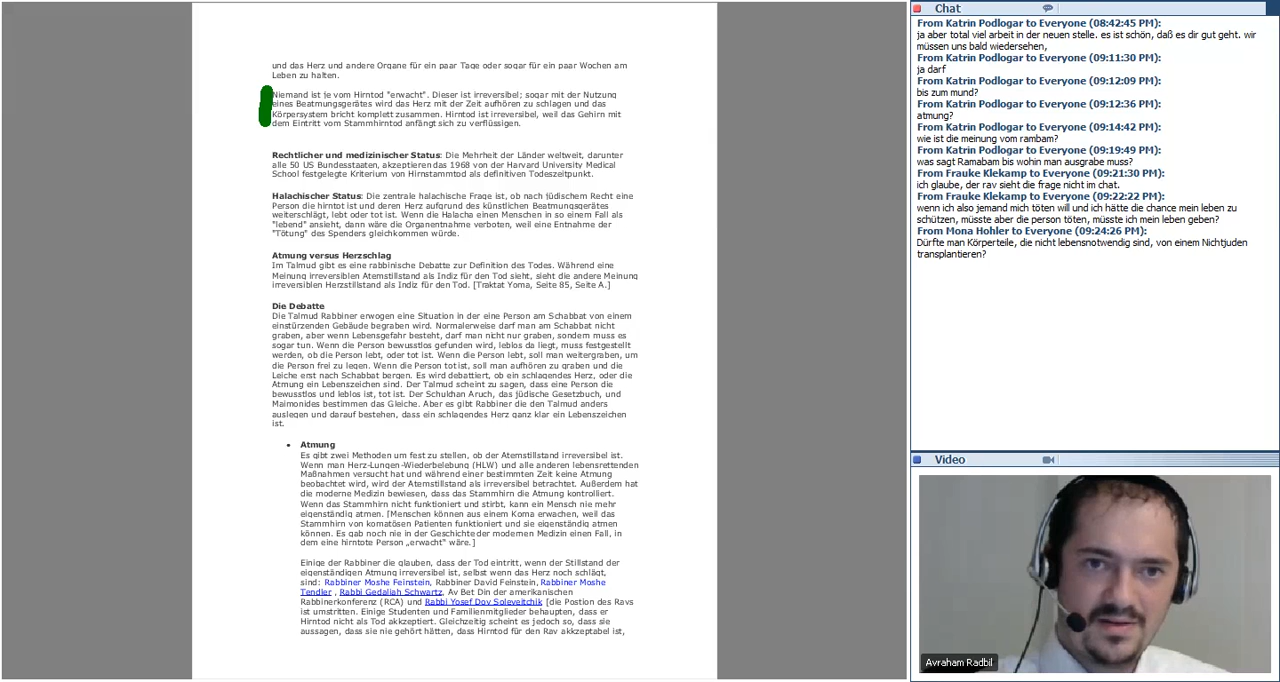 und das Herz und andere Organe für ein paar Tage oder sogar für ein paar Wochen am
Leben zu halten.
Niemand ist je vom Hirntod "erwacht". Dieser ist irreversibel; sogar mit der Nutzung
eines Beatmungsgerätes wird das Herz mit der Zeit aufhören zu schlagen und das
Körpersystem bricht komplett zusammen. Hirntod ist irreversibel, weil das Gehirn mit
dem Eintritt vom Stammhirntod anfängt sich zu verflüssigen.
Rechtlicher und medizinischer Status: Die Mehrheit der Länder weltweit, darunter
alle 50 US Bundesstaaten, akzeptieren das 1968 von der Harvard University Medical
School festgelegte Kriterium von Hirnstammtod als definitiven Todeszeitpunkt.
Halachischer Status: Die zentrale halachische Frage ist, ob nach jüdischem Recht eine
Person die hirntot ist und deren Herz aufgrund des künstlichen Beatmungsgerätes
weiterschlägt, lebt oder tot ist. Wenn die Halacha einen Menschen in so einem Fall als
"lebend" ansieht, dann wäre die Organentnahme verboten, weil eine Entnahme der
"Tötung" des Spenders gleichkommen würde.
Atmung versus Herzschlag
Im Talmud gibt es eine rabbinische Debatte zur Definition des Todes. Während eine
Meinung irreversiblen Atemstillstand als Indiz für den Tod sieht, sieht die andere Meinung
irreversiblen Herzstillstand als Indiz für den Tod. [Traktat Yoma, Seite 85, Seite A.]
Die Debatte
Die Talmud Rabbiner erwogen eine Situation in der eine Person am Schabbat von einem
einstürzenden Gebäude begraben wird. Normalerweise darf man am Schabbat nicht
graben, aber wenn Lebensgefahr besteht, darf man nicht nur graben, sondern muss es
sogar tun. Wenn die Person bewusstlos gefunden wird, leblos da liegt, muss festgestellt
werden, ob die Person lebt, oder tot ist. Wenn die Person lebt, soll man weitergraben, um
die Person frei zu legen. Wenn die Person tot ist, soll man aufhören zu graben und die
Leiche erst nach Schabbat bergen. Es wird debattiert, ob ein schlagendes Herz, oder die
Atmung ein Lebenszeichen sind. Der Talmud scheint zu sagen, dass eine Person die
bewusstlos und leblos ist, tot ist. Der Schulkhan Aruch, das jüdische Gesetzbuch, und
Maimonides bestimmen das Gleiche. Aber es gibt Rabbiner die den Talmud anders
auslegen und darauf bestehen, dass ein schlagendes Herz ganz klar ein Lebenszeichen
ist.
• Atmung
Es gibt zwei Methoden um fest zu stellen, ob der Atemstillstand irreversibel ist.
Wenn man Herz-Lungen-Wiederbelebung (HLW) und alle anderen lebensrettenden
Maßnahmen versucht hat und während einer bestimmten Zeit keine Atmung
beobachtet wird, wird der Atemstillstand als irreversibel betrachtet. Außerdem hat
die moderne Medizin bewiesen, dass das Stammhirn die Atmung kontrolliert.
Wenn das Stammhirn nicht funktioniert und stirbt, kann ein Mensch nie mehr
eigenständig atmen. [Menschen können aus einem Koma erwachen, weil das
Stammhirn von komatösen Patienten funktioniert und sie eigenständig atmen
können. Es gab noch nie in der Geschichte der modernen Medizin einen Fall, in
dem eine hirntote Person „erwacht“ wäre.]
Einige der Rabbiner die glauben, dass der Tod eintritt, wenn der Stillstand der
eigenständigen Atmung irreversibel ist, selbst wenn das Herz noch schlägt,
sind: Rabbiner Moshe Feinstein, Rabbiner David Feinstein, Rabbiner Moshe
Tendler , Rabbi Gedaliah Schwartz, Av Bet Din der amerikanischen
Rabbinerkonferenz (RCA) und Rabbi Yosef Dov Soleveitchik [die Postion des Ravs
ist umstritten. Einige Studenten und Familienmitglieder behaupten, dass er
Hirntod nicht als Tod akkzeptiert. Gleichzeitig scheint es jedoch so, dass sie
aussagen, dass sie nie gehört hätten, dass Hirntod für den Rav akkzeptabel ist,
Chat
From Katrin Podlogar to Everyone (08:42:45 PM):
ja aber total viel arbeit in der neuen stelle. es ist schön, daß es dir gut geht. wir
müssen uns bald wiedersehen,
From Katrin Podlogar to Everyone (09:11:30 PM):
ja darf
From Katrin Podlogar to Everyone (09:12:09 PM):
bis zum mund?
From Katrin Podlogar to Everyone (09:12:36 PM):
atmung?
From Katrin Podlogar to Everyone (09:14:42 PM):
wie ist die meinung vom rambam?
From Katrin Podlogar to Everyone (09:19:49 PM):
was sagt Ramabam bis wohin man ausgrabe muss?
From Frauke Klekamp to Everyone (09:21:30 PM):
ich glaube, der rav sieht die frage nicht im chat.
From Frauke Klekamp to Everyone (09:22:22 PM):
wenn ich also jemand mich töten will und ich hätte die chance mein leben zu
schützen, müsste aber die person töten, müsste ich mein leben geben?
From Mona Hohler to Everyone (09:24:26 PM):
Dürfte man Körperteile, die nicht lebensnotwendig sind, von einem Nichtjuden
transplantieren?
Video
Avraham Radbil